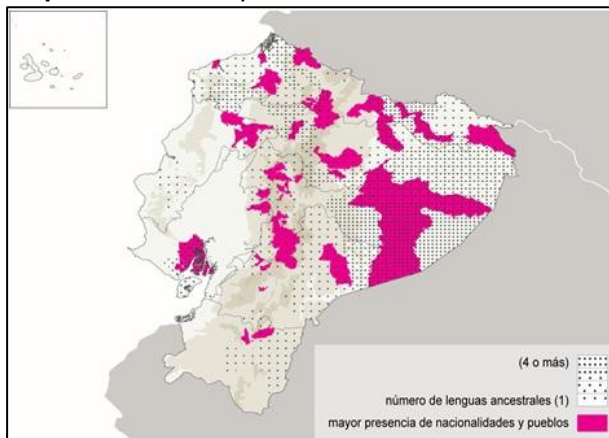 (4 o más)
número de lenguas ancestrales (1)
mayor presencia de nacionalidades y pueblos